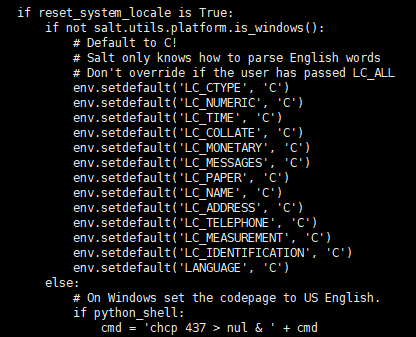 if reset_system_locale is True:
if not salt.utils.platform.is_windows():
# Default to C!
# Salt only knows how to parse English words
# Don't override if the user has passed LC_ALL
env.setdefault('LC_CTYPE', 'C')
env.setdefault('LC_NUMERIC', 'C')
env.setdefault('LC_TIME', 'C')
env.setdefault('LC_COLLATE', 'C')
env.setdefault('LC_MONETARY', 'C')
env.setdefault('LC_MESSAGES', 'C')
env.setdefault('LC_PAPER', 'C')
env.setdefault('LC_NAME', 'C')
env.setdefault('LC_ADDRESS', 'C')
env.setdefault('LC_TELEPHONE', 'C')
env.setdefault('LC_MEASUREMENT', 'C')
env.setdefault('LC_IDENTIFICATION', 'C')
env.setdefault('LANGUAGE', 'C')
else:
# On Windows set the codepage to US English.
if python_shell:
cmd = 'chcp 437 > nul & ' + cmd